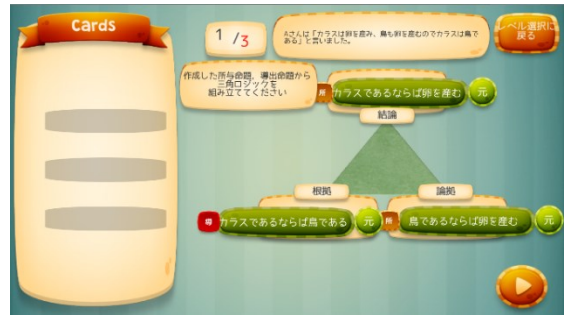 Cards
1 /3
Aさんは「カラスは卵を産み、鳥も卵を産むのでカラスは鳥で
ある」と言いました。
レベル選択に
戻る
作成した所与命題，導出命題から
三角ロジックを
組み立ててください
所 カラスであるならば卵を産む 元
結論
根拠 論拠
導 カラスであるならば鳥である 元 所 鳥であるならば卵を産む 元